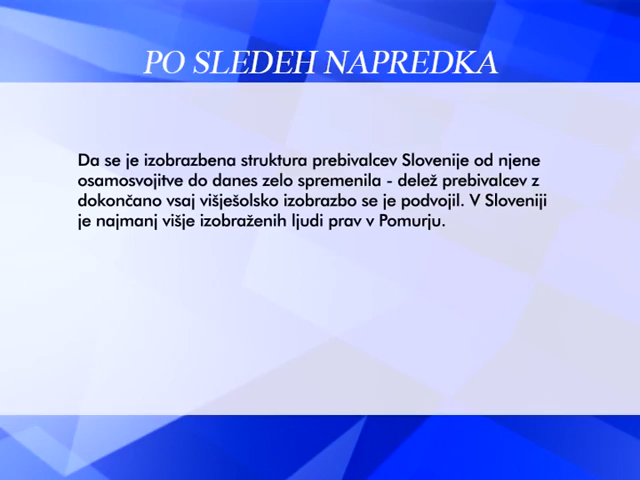 PO SLEDEH NAPREDKA
Da se je izobrazbena struktura prebivalcev Slovenije od njene
osamosvojitve do danes zelo spremenila - delež prebivalcev z
dokončano vsaj višješolsko izobrazbo se je podvojil. V Sloveniji
je najmanj višje izobraženih ljudi prav v Pomurju.